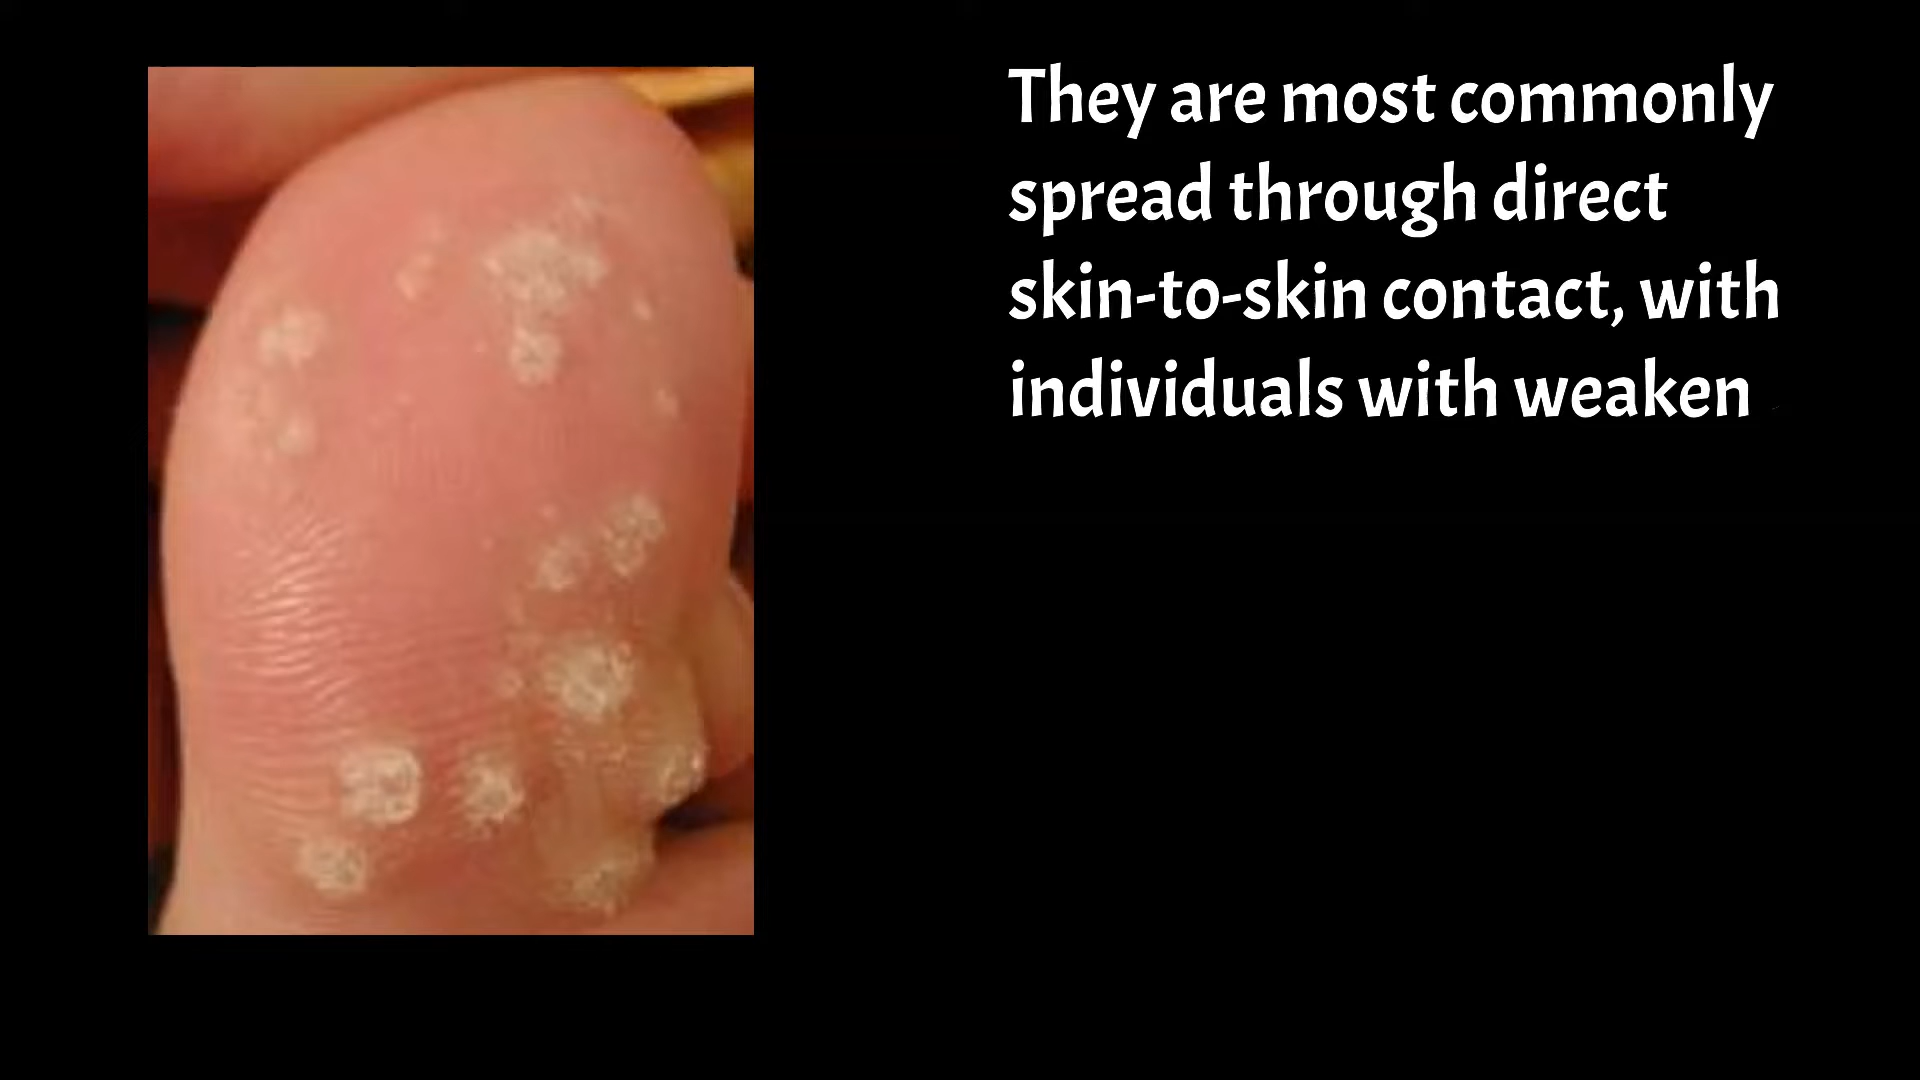 They are most commonly
spread through direct
skin-to-skin contact, with
individuals with weaken